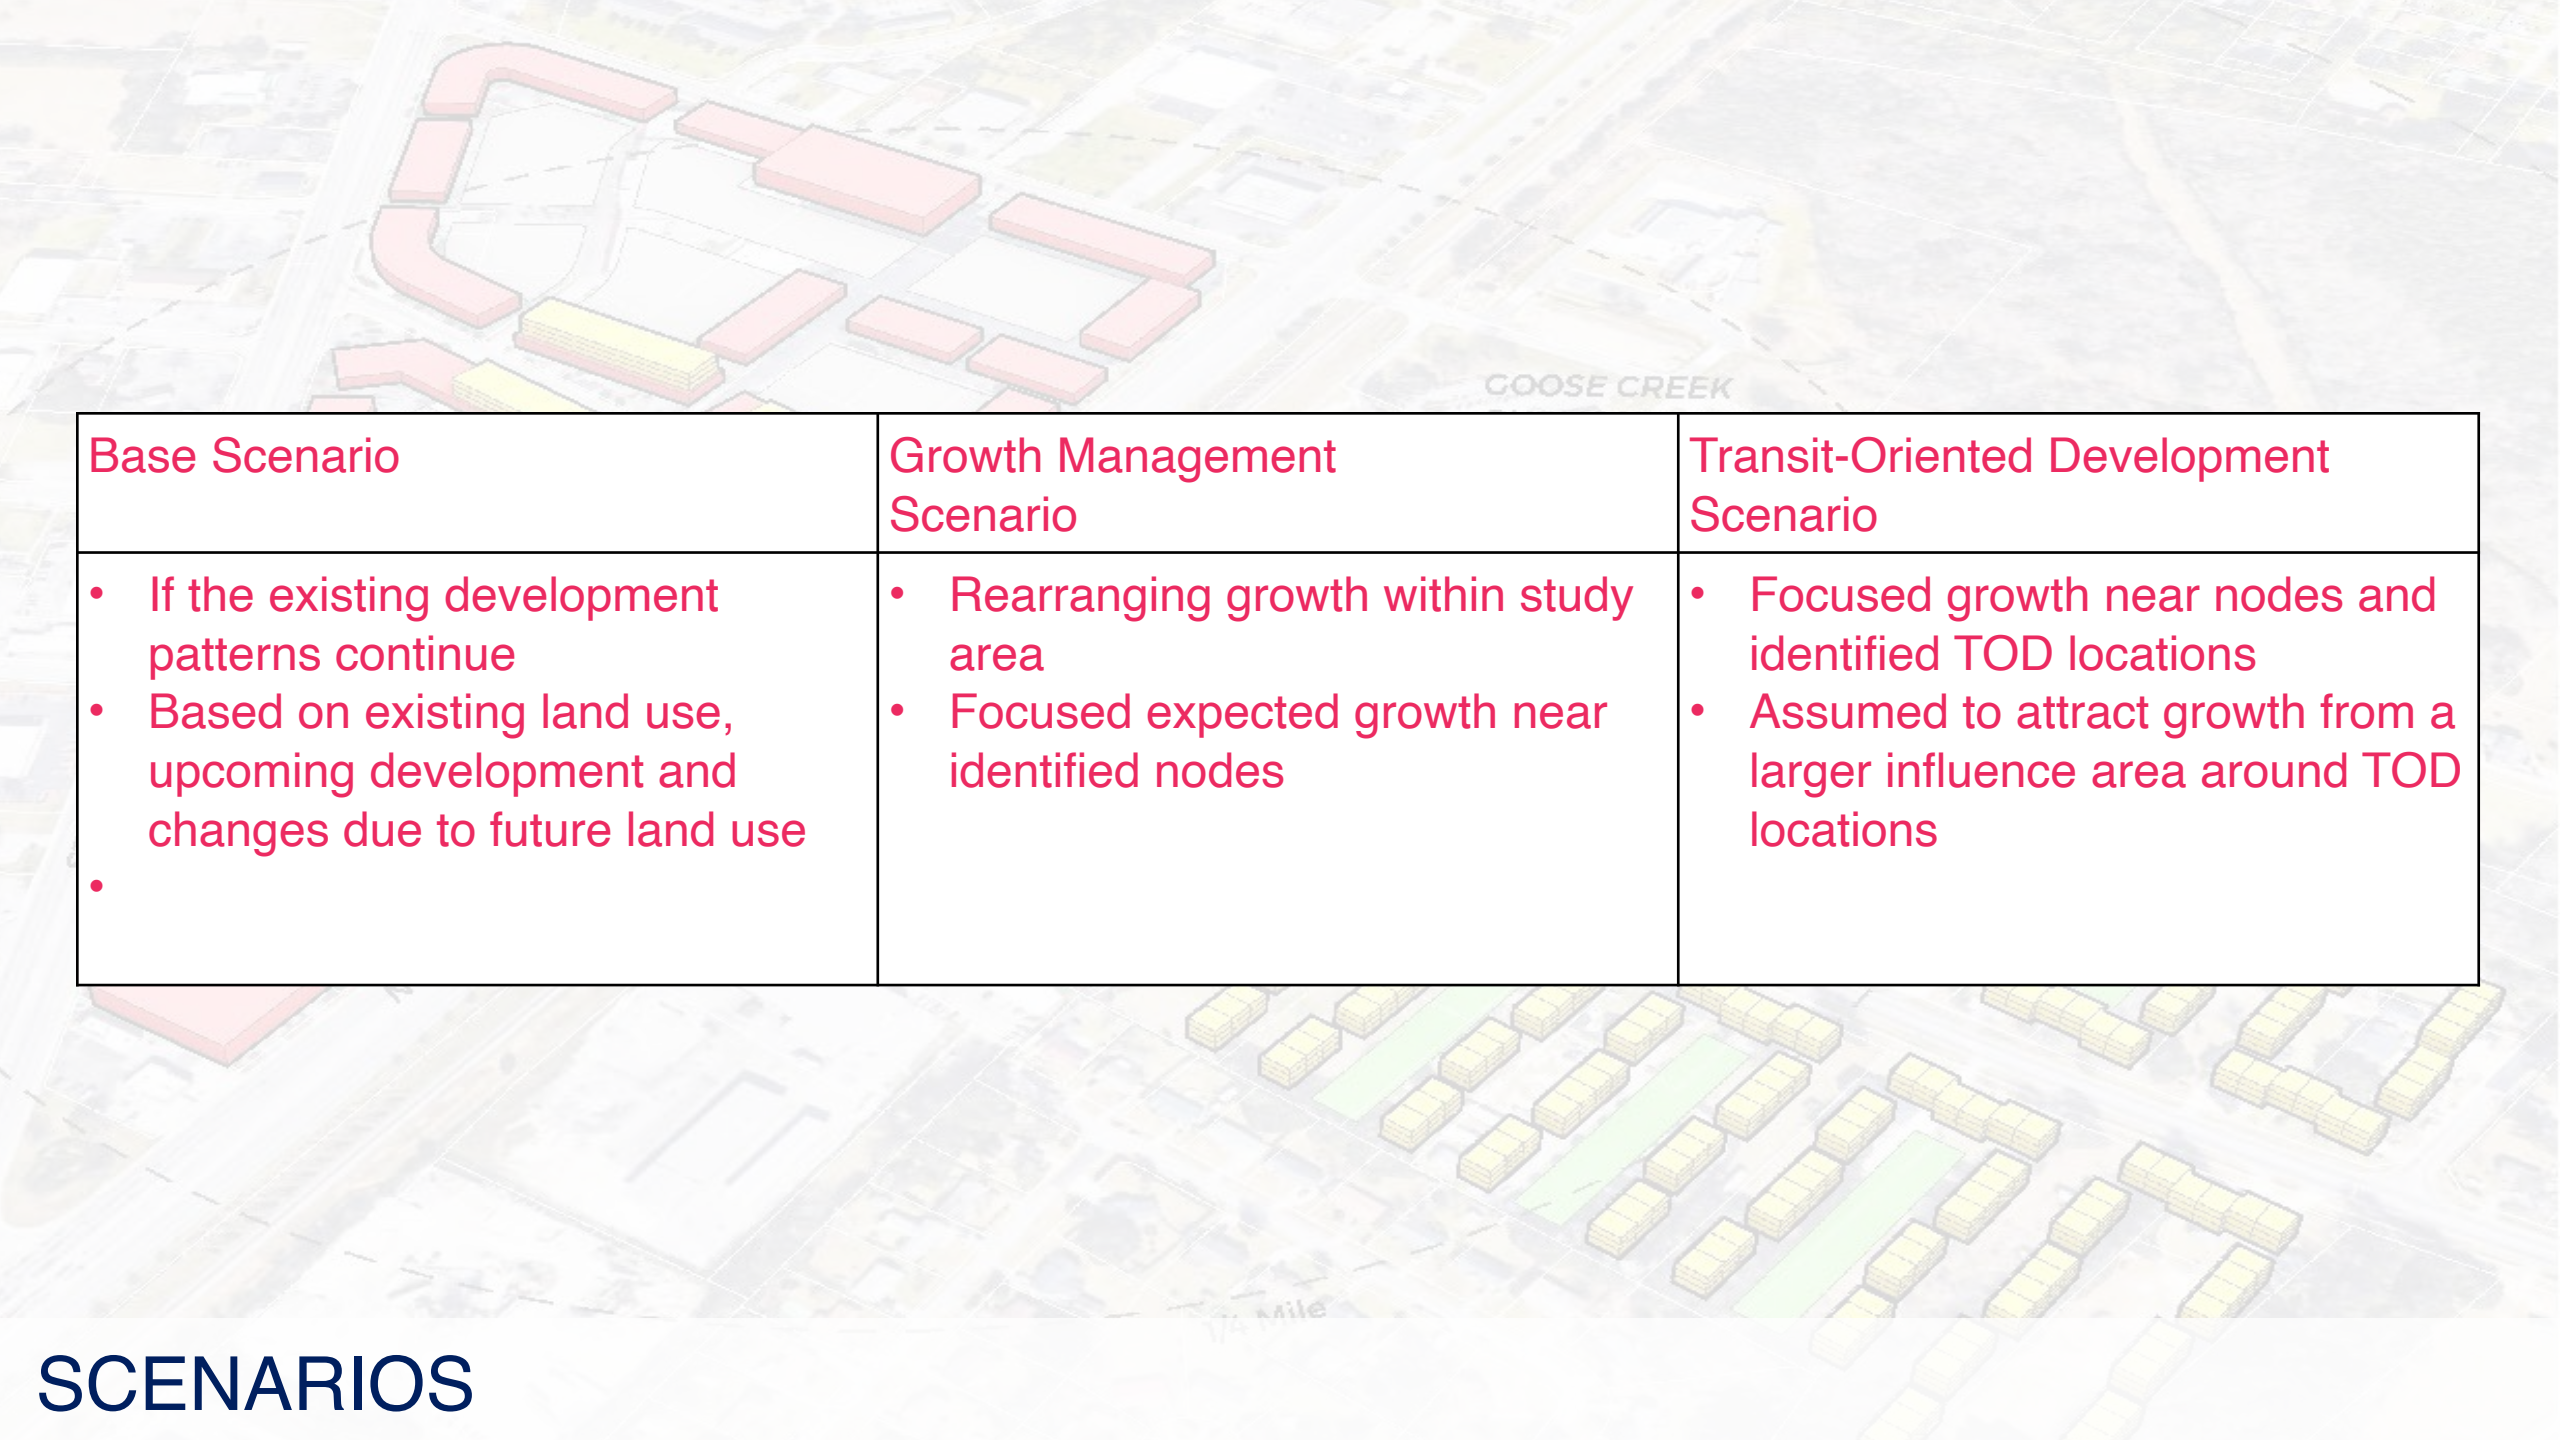 GOOSE CREEK
Base Scenario
Growth Management
Scenario
Transit-Oriented Development
Scenario
• If the existing development
patterns continue
• Based on existing land use,
upcoming development and
changes due to future land use
•
• Rearranging growth within study
area
• Focused expected growth near
identified nodes
• Focused growth near nodes and
identified TOD locations
• Assumed to attract growth from a
larger influence area around TOD
locations
1/4 Mile
SCENARIOS